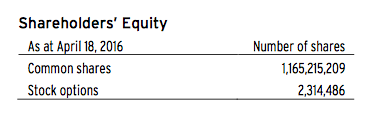 Shareholders' Equity
As at April 18, 2016 Number of shares
Common shares 1,165,215,209
Stock options 2,314,486